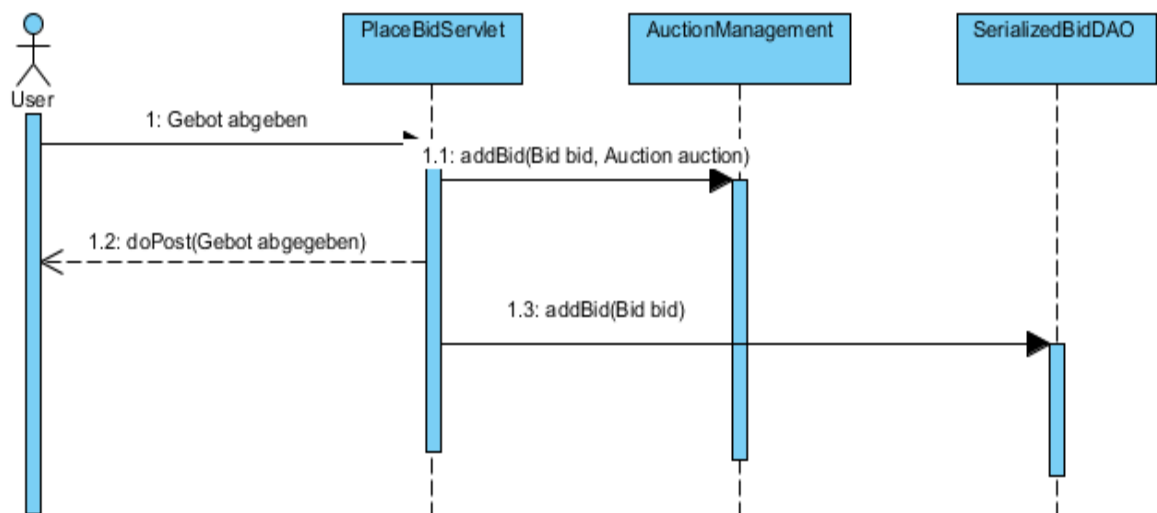 PlaceBidServlet
AuctionManagement
SerializedBidDAO
User
1: Gebot abgeben
1.1: addBid(Bid bid, Auction auction)
1.2: doPost(Gebot abgegeben)
1.3: addBid(Bid bid)